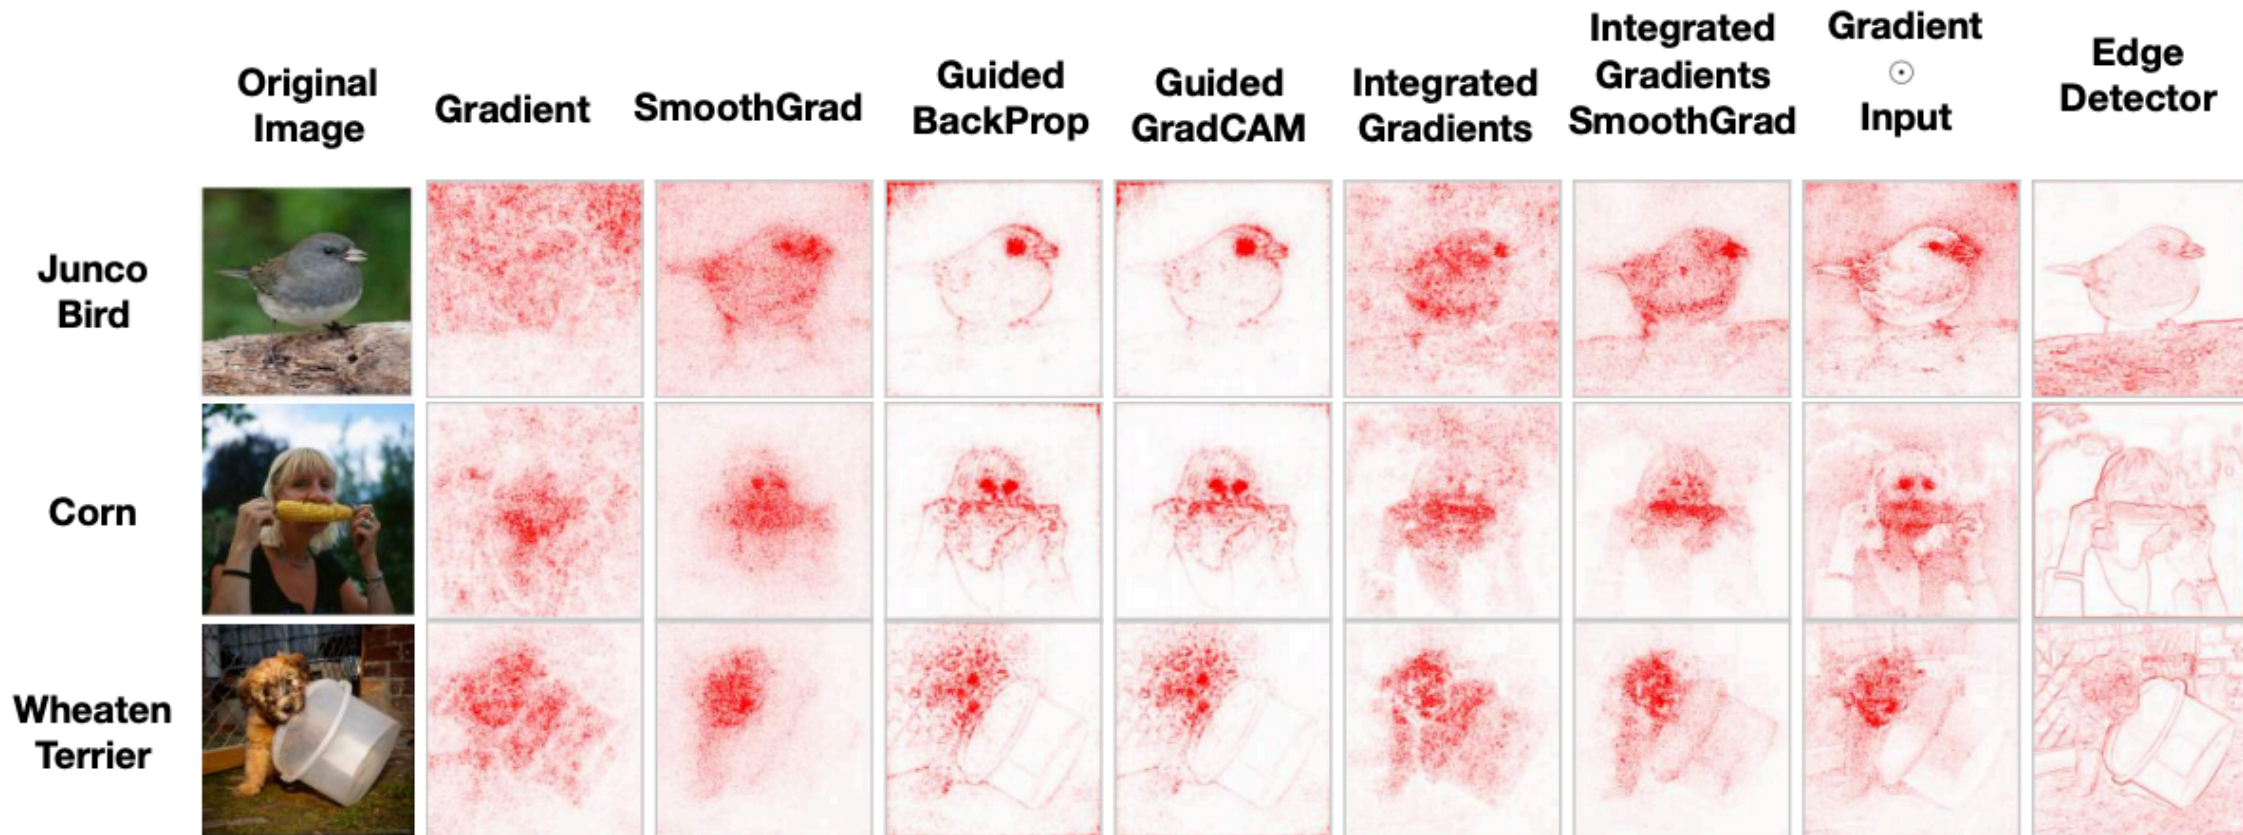 Original
Image
Gradient
SmoothGrad
Guided
BackProp
Guided
GradCAM
Integrated
Gradients
Integrated
Gradients
SmoothGrad
Gradient
⊙
Input
Edge
Detector
Junco
Bird
Corn
Wheaten
Terrier